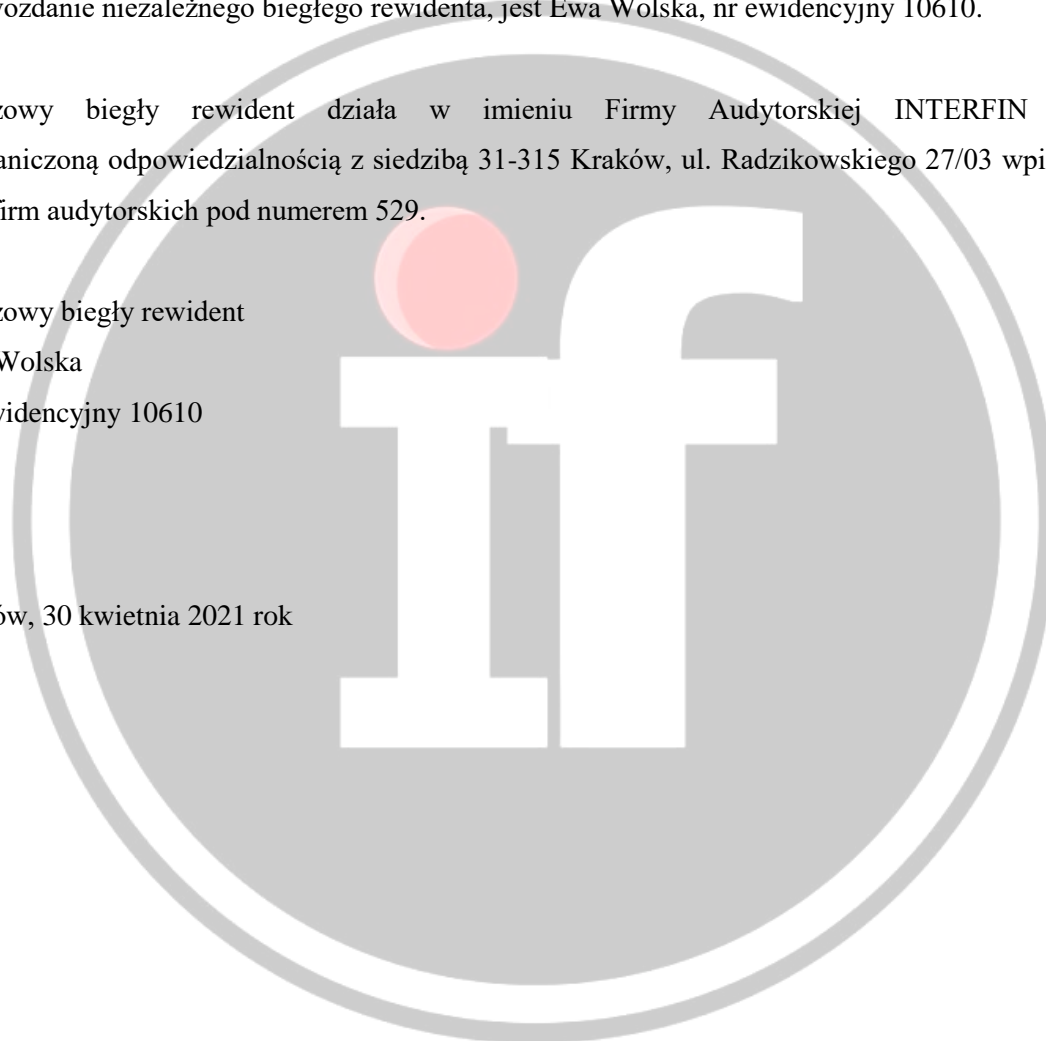 vozdanie niezależnego biegłego rewidenta, jest Ewa Wolska, nr ewidencyjny 10610.
zowy biegły rewident działa w imieniu Firmy Audytorskiej INTERFIN
aniczoną odpowiedzialnością z siedzibą 31-315 Kraków, ul. Radzikowskiego 27/03 wpi
firm audytorskich pod numerem 529.
zowy biegły rewident
Wolska
widencyjny 10610
ów, 30 kwietnia 2021 rok
if